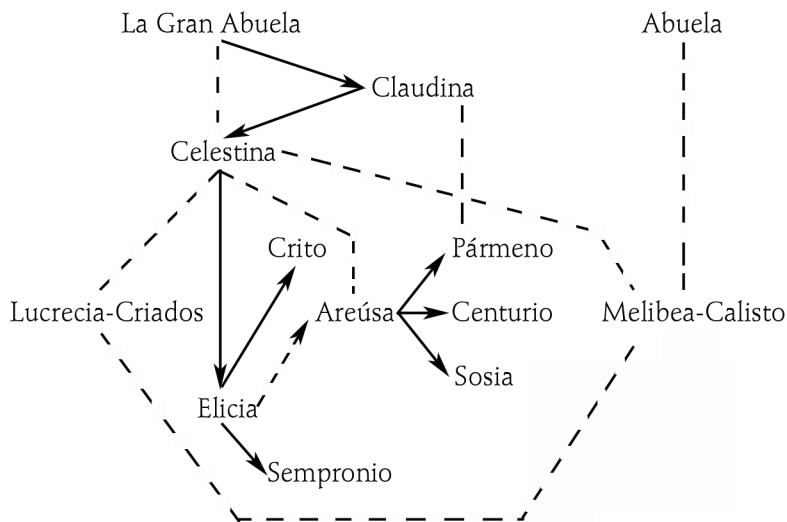 La Gran Abuela
Abuela
Claudina
Celestina
Crito
Pármeno
Lucrecia-Criados
Areúsa
Centurio
Melibea-Calisto
Sosia
Elicia
Sempronio